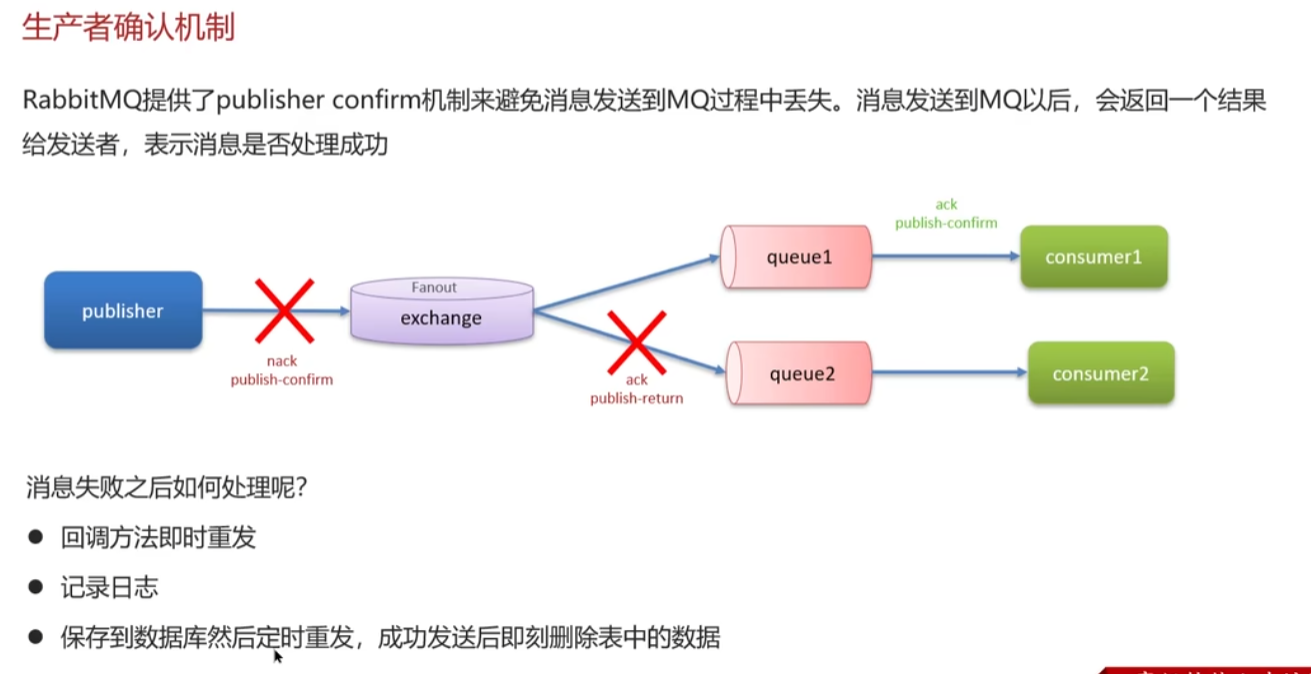 生产者确认机制
RabbitMQ提供了publisher confirm机制来避免消息发送到MQ过程中丢失。消息发送到MQ以后，会返回一个结果
给发送者，表示消息是否处理成功
ack
publish-confirm
queue1
consumer1
publisher
Fanout
exchange
nack
publish-confirm
ack
publish-return
queue2
consumer2
消息失败之后如何处理呢？
● 回调方法即时重发
● 记录日志
● 保存到数据库然后定时重发，成功发送后即刻删除表中的数据